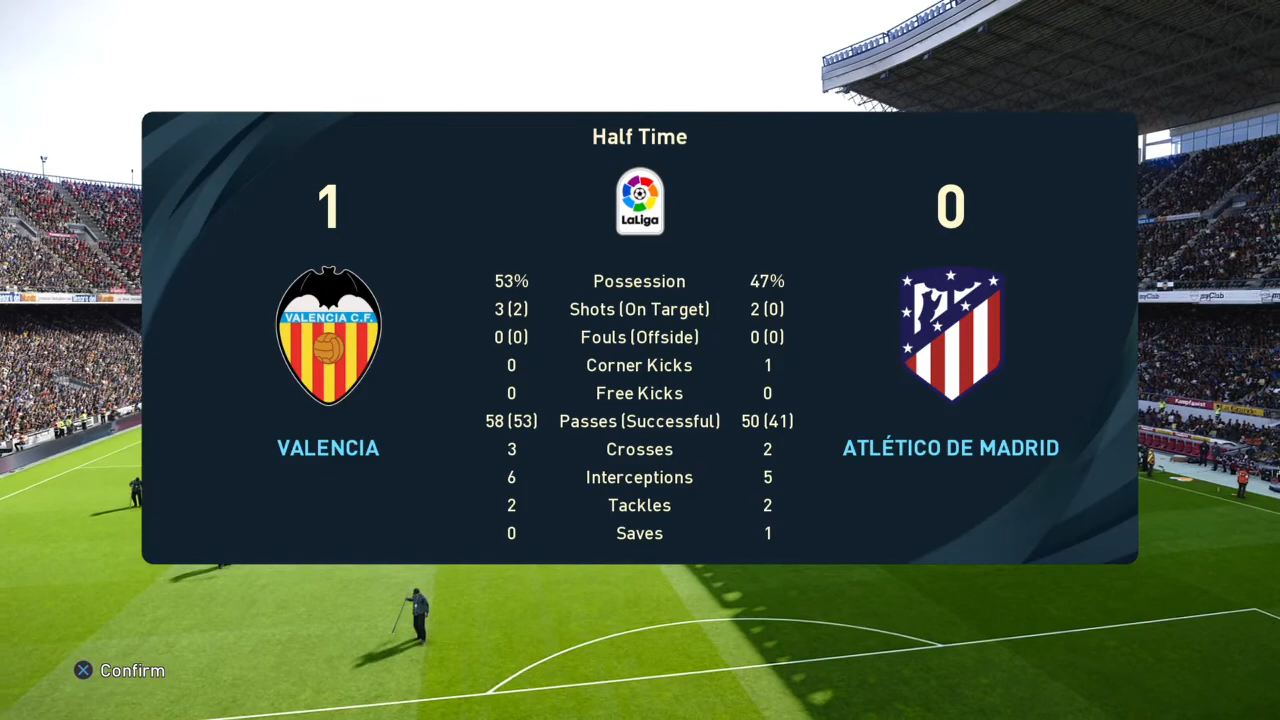 Half Time
1
LaLiga
0
VALENCIA C.F.
53% Possession 47%
3 (2) Shots (On Target) 2 (0)
0 (0) Fouls (Offside) 0 (0)
0 Corner Kicks 1
0 Free Kicks 0
58 (53) Passes (Successful) 50 (41)
3 Crosses 2
6 Interceptions 5
2 Tackles 2
0 Saves 1
VALENCIA
ATLÉTICO DE MADRID
myClub
myClub
Confirm